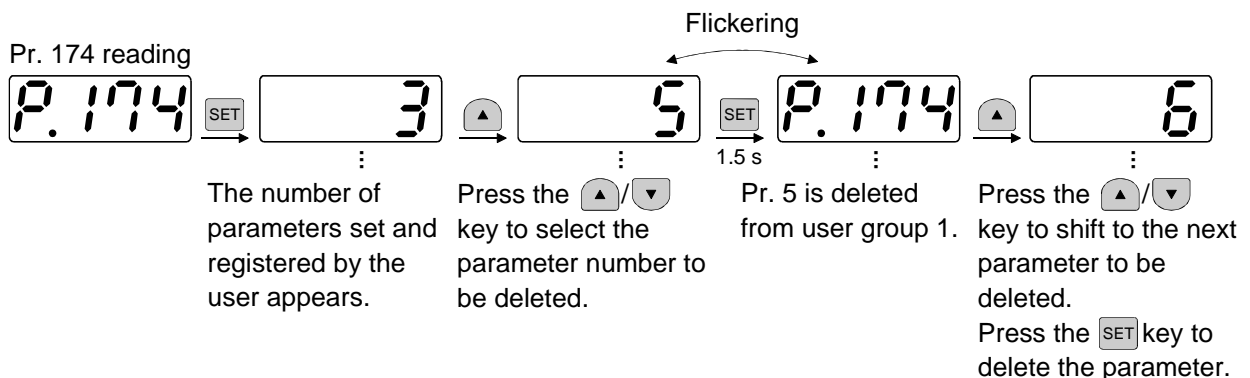 Flickering
Pr. 174 reading
P. 174
SET
3
5
SET
1.5 s
P. 174
6
The number of
parameters set and
registered by the
user appears.
Press the ▲/▼
key to select the
parameter number to
be deleted.
Pr. 5 is deleted
from user group 1.
Press the ▲/▼
key to shift to the next
parameter to be
deleted.
Press the SET key to
delete the parameter.